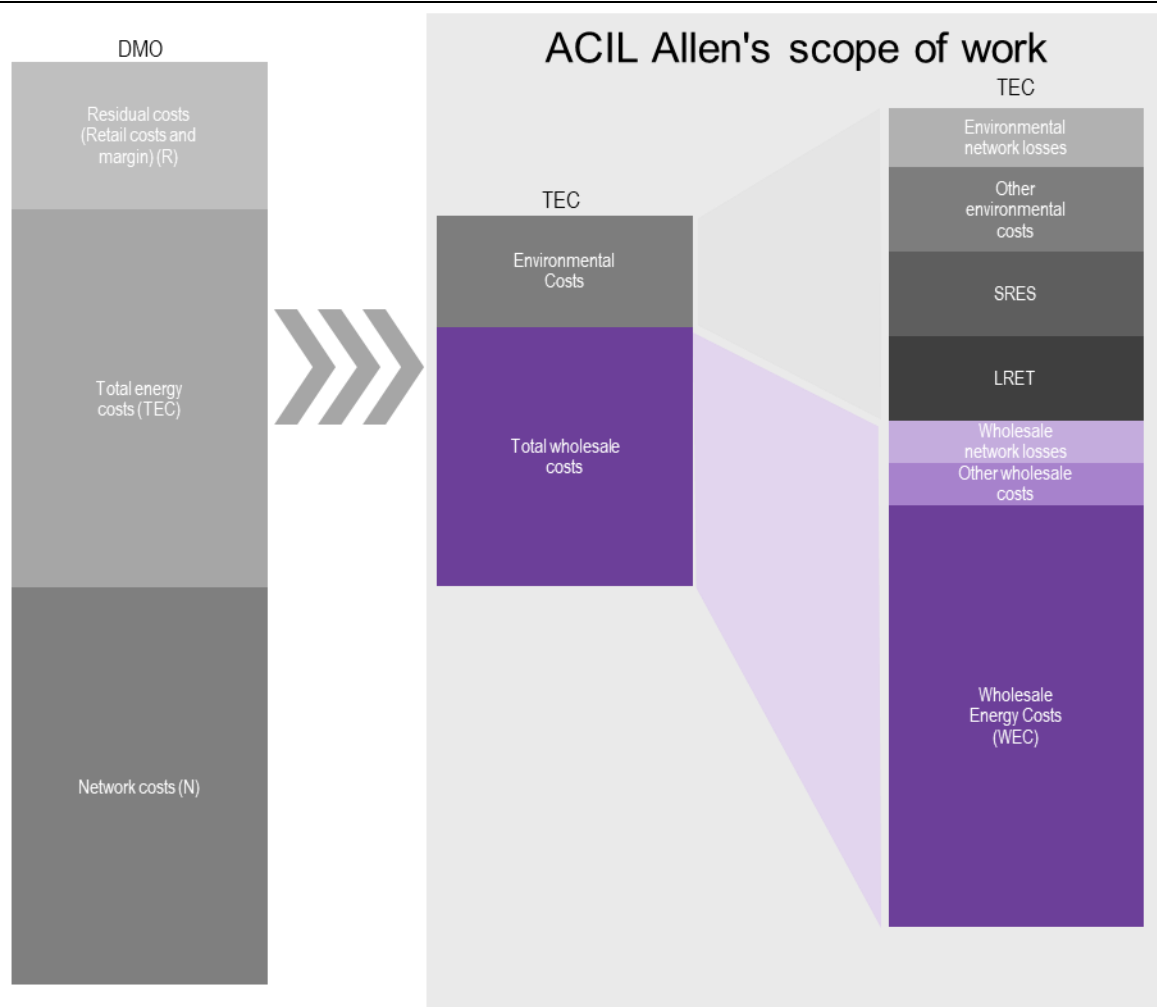 DMO
Residual costs
(Retail costs and
margin) (R)
Total energy
costs (TEC)
Network costs (N)
ACIL Allen's scope of work
TEC
Environmental
Costs
Total wholesale
costs
TEC
Environmental
network losses
Other
environmental
costs
SRES
LRET
Wholesale
network losses
Other wholesale
costs
Wholesale
Energy Costs
(WEC)